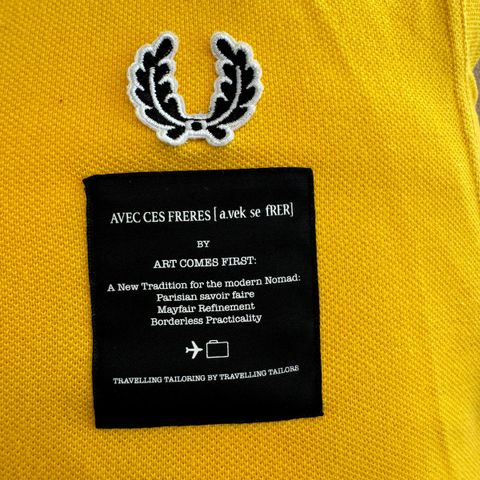 AVEC CES FRERES [ a.vek se fRER]
BY
ART COMES FIRST:
A New Tradition for the modern Nomad:
Parisian savoir faire
Mayfair Refinement
Borderless Practicality
TRAVELLING TAILORING BY TRAVELLING TAILORS